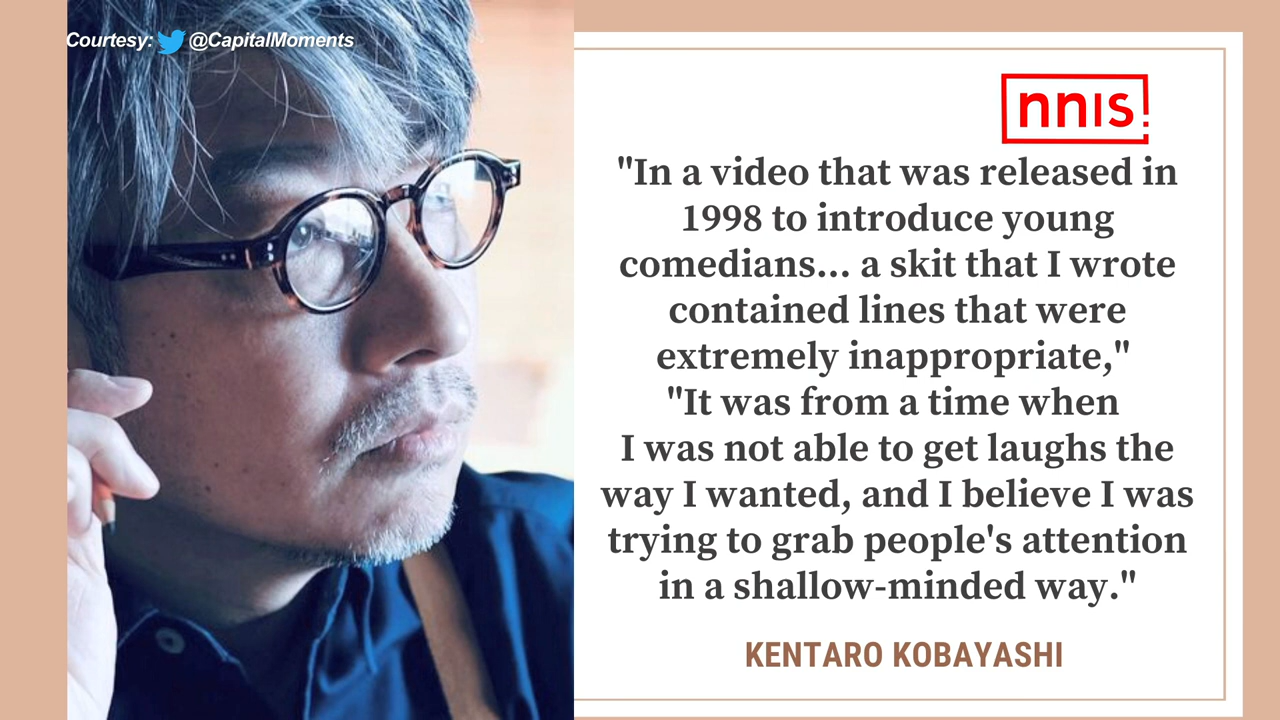 Courtesy: @CapitalMoments
nnis!
"In a video that was released in
1998 to introduce young
comedians... a skit that I wrote
contained lines that were
extremely inappropriate,"
"It was from a time when
I was not able to get laughs the
way I wanted, and I believe I was
trying to grab people's attention
in a shallow-minded way."
KENTARO KOBAYASHI